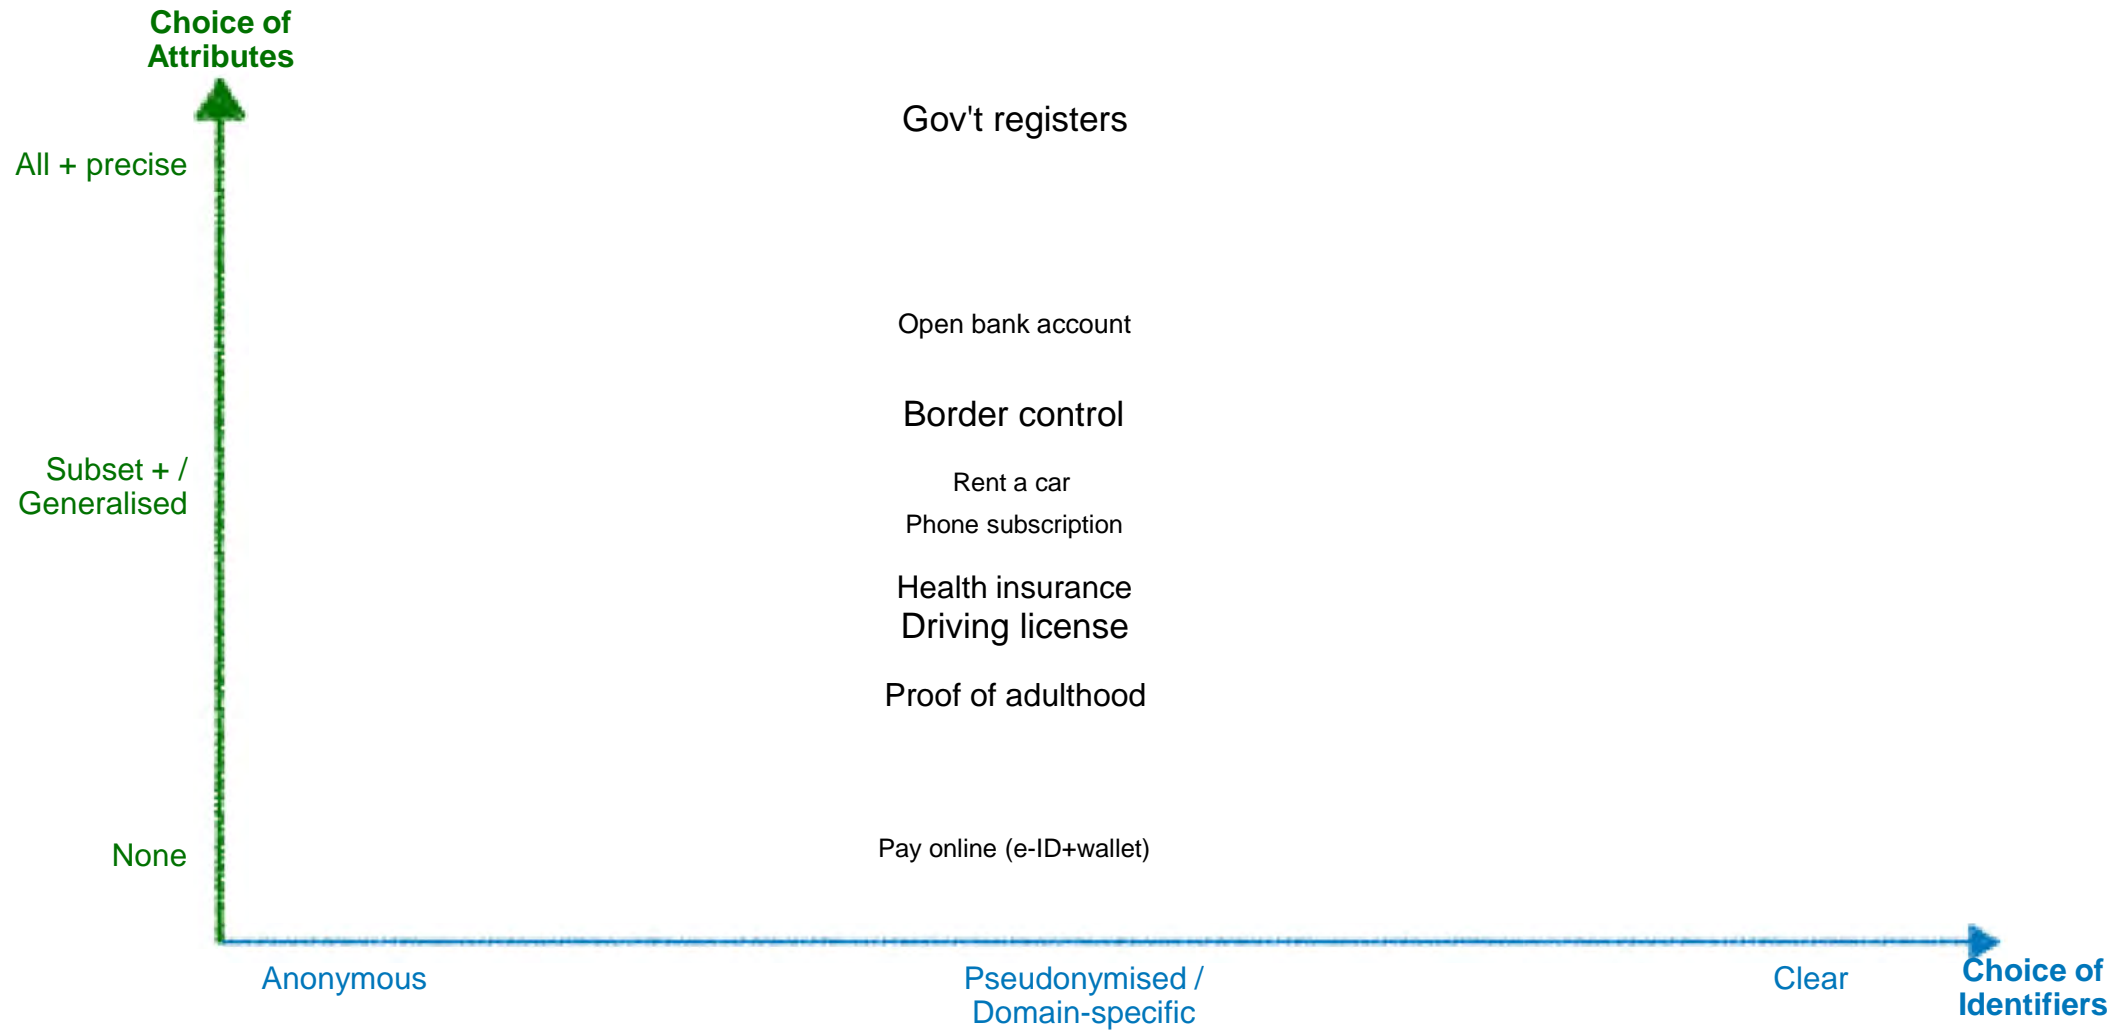 Choice of
Attributes
Gov't registers
All + precise
Open bank account
Border control
Subset + /
Generalised
Rent a car
Phone subscription
Health insurance
Driving license
Proof of adulthood
None
Pay online (e-ID+wallet)
Anonymous
Pseudonymised /
Domain-specific
Clear
Choice of
Identifiers